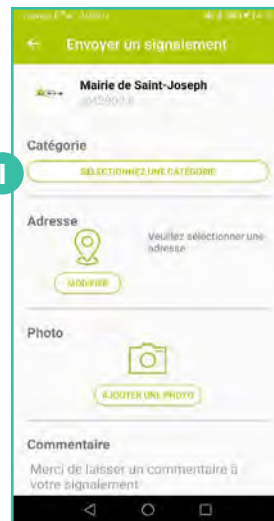 Envoyer un signalement
Mairie de Saint-Joseph
Catégorie
SELECTIONNEZ UNE CATÉGORIE
Adresse
Veuillez sélectionner une
adresse
MODIFIER
Photo
AJOUTER UNE PHOTO
Commentaire
Merci de laisser un commentaire à
votre signalement